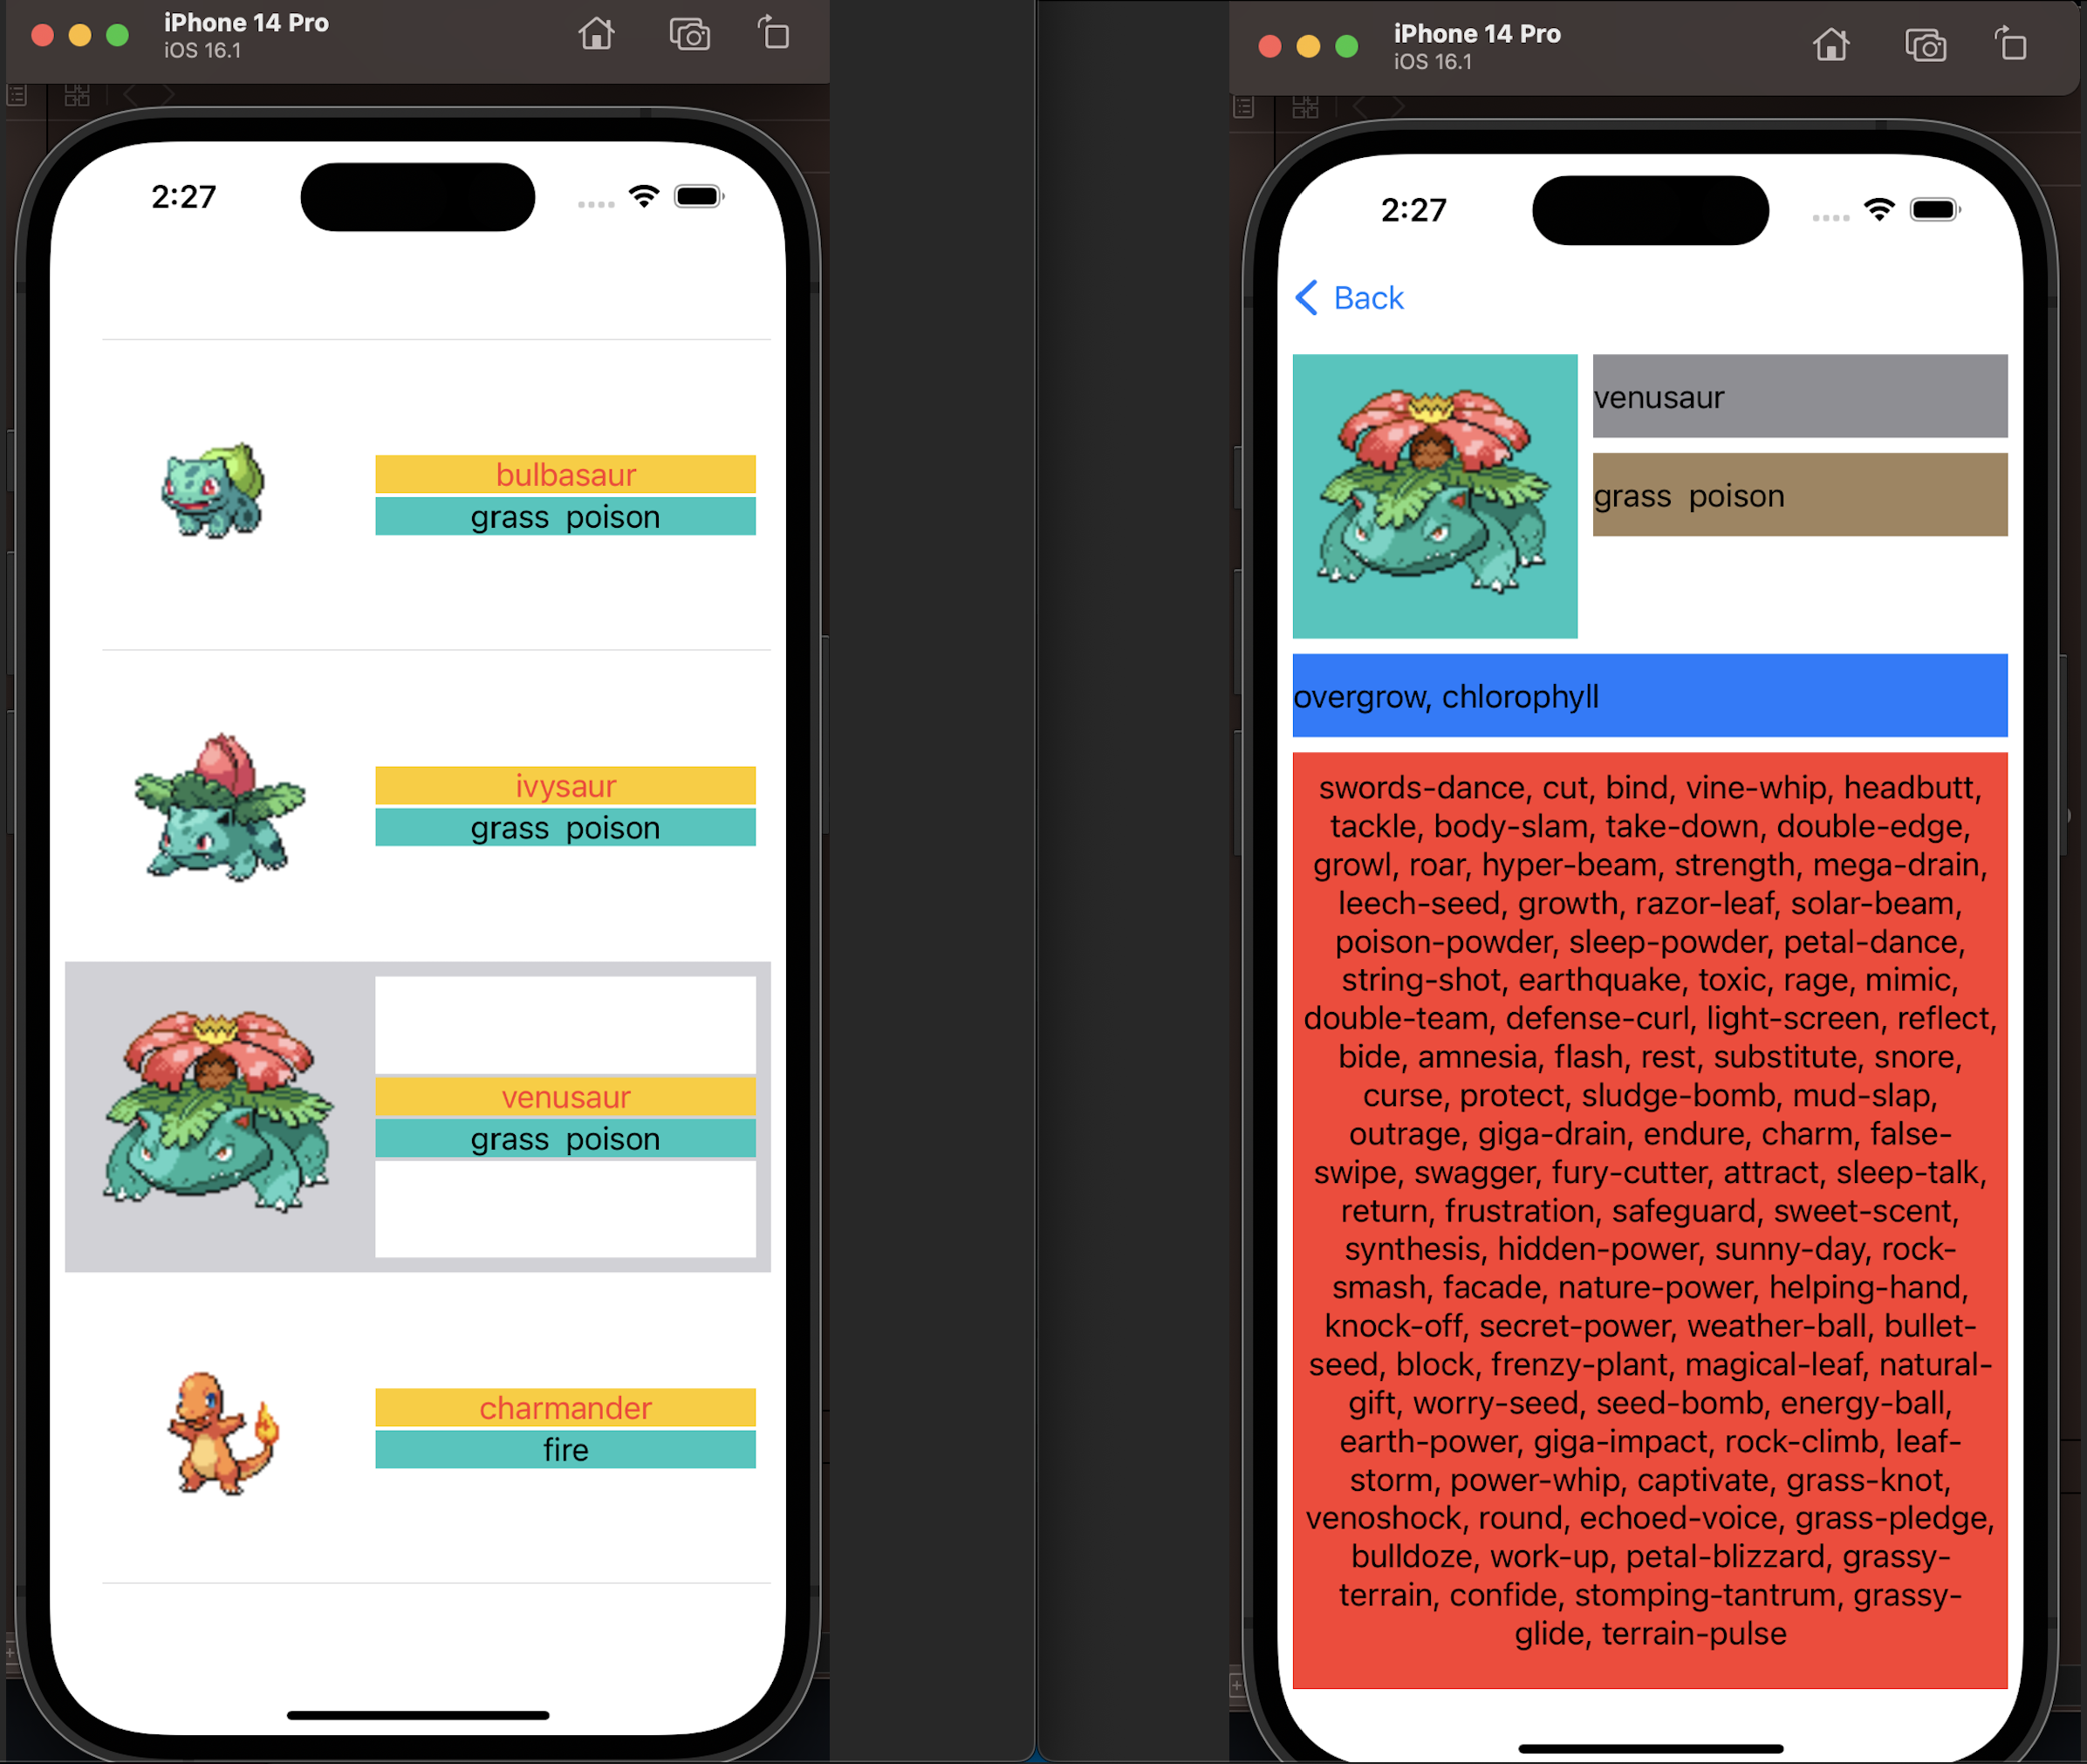 iPhone 14 Pro
iOS 16.1
2:27
bulbasaur
grass  poison
ivysaur
grass  poison
venusaur
grass  poison
charmander
fire
iPhone 14 Pro
iOS 16.1
2:27
Back
venusaur
grass  poison
overgrow, chlorophyll
swords-dance, cut, bind, vine-whip, headbutt,
tackle, body-slam, take-down, double-edge,
growl, roar, hyper-beam, strength, mega-drain,
leech-seed, growth, razor-leaf, solar-beam,
poison-powder, sleep-powder, petal-dance,
string-shot, earthquake, toxic, rage, mimic,
double-team, defense-curl, light-screen, reflect,
bide, amnesia, flash, rest, substitute, snore,
curse, protect, sludge-bomb, mud-slap,
outrage, giga-drain, endure, charm, false-
swipe, swagger, fury-cutter, attract, sleep-talk,
return, frustration, safeguard, sweet-scent,
synthesis, hidden-power, sunny-day, rock-
smash, facade, nature-power, helping-hand,
knock-off, secret-power, weather-ball, bullet-
seed, block, frenzy-plant, magical-leaf, natural-
gift, worry-seed, seed-bomb, energy-ball,
earth-power, giga-impact, rock-climb, leaf-
storm, power-whip, captivate, grass-knot,
venoshock, round, echoed-voice, grass-pledge,
bulldoze, work-up, petal-blizzard, grassy-
terrain, confide, stomping-tantrum, grassy-
glide, terrain-pulse